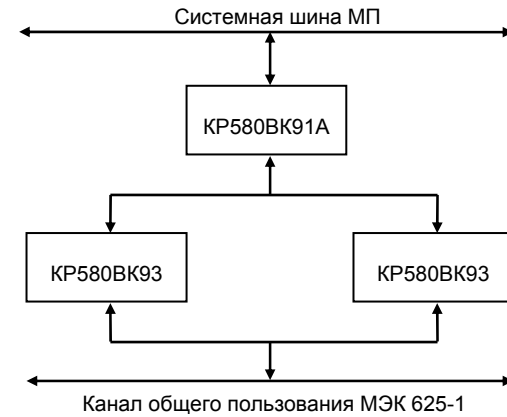 Системная шина МП
КР580ВК91А
КР580ВК93
КР580ВК93
Канал общего пользования МЭК 625-1